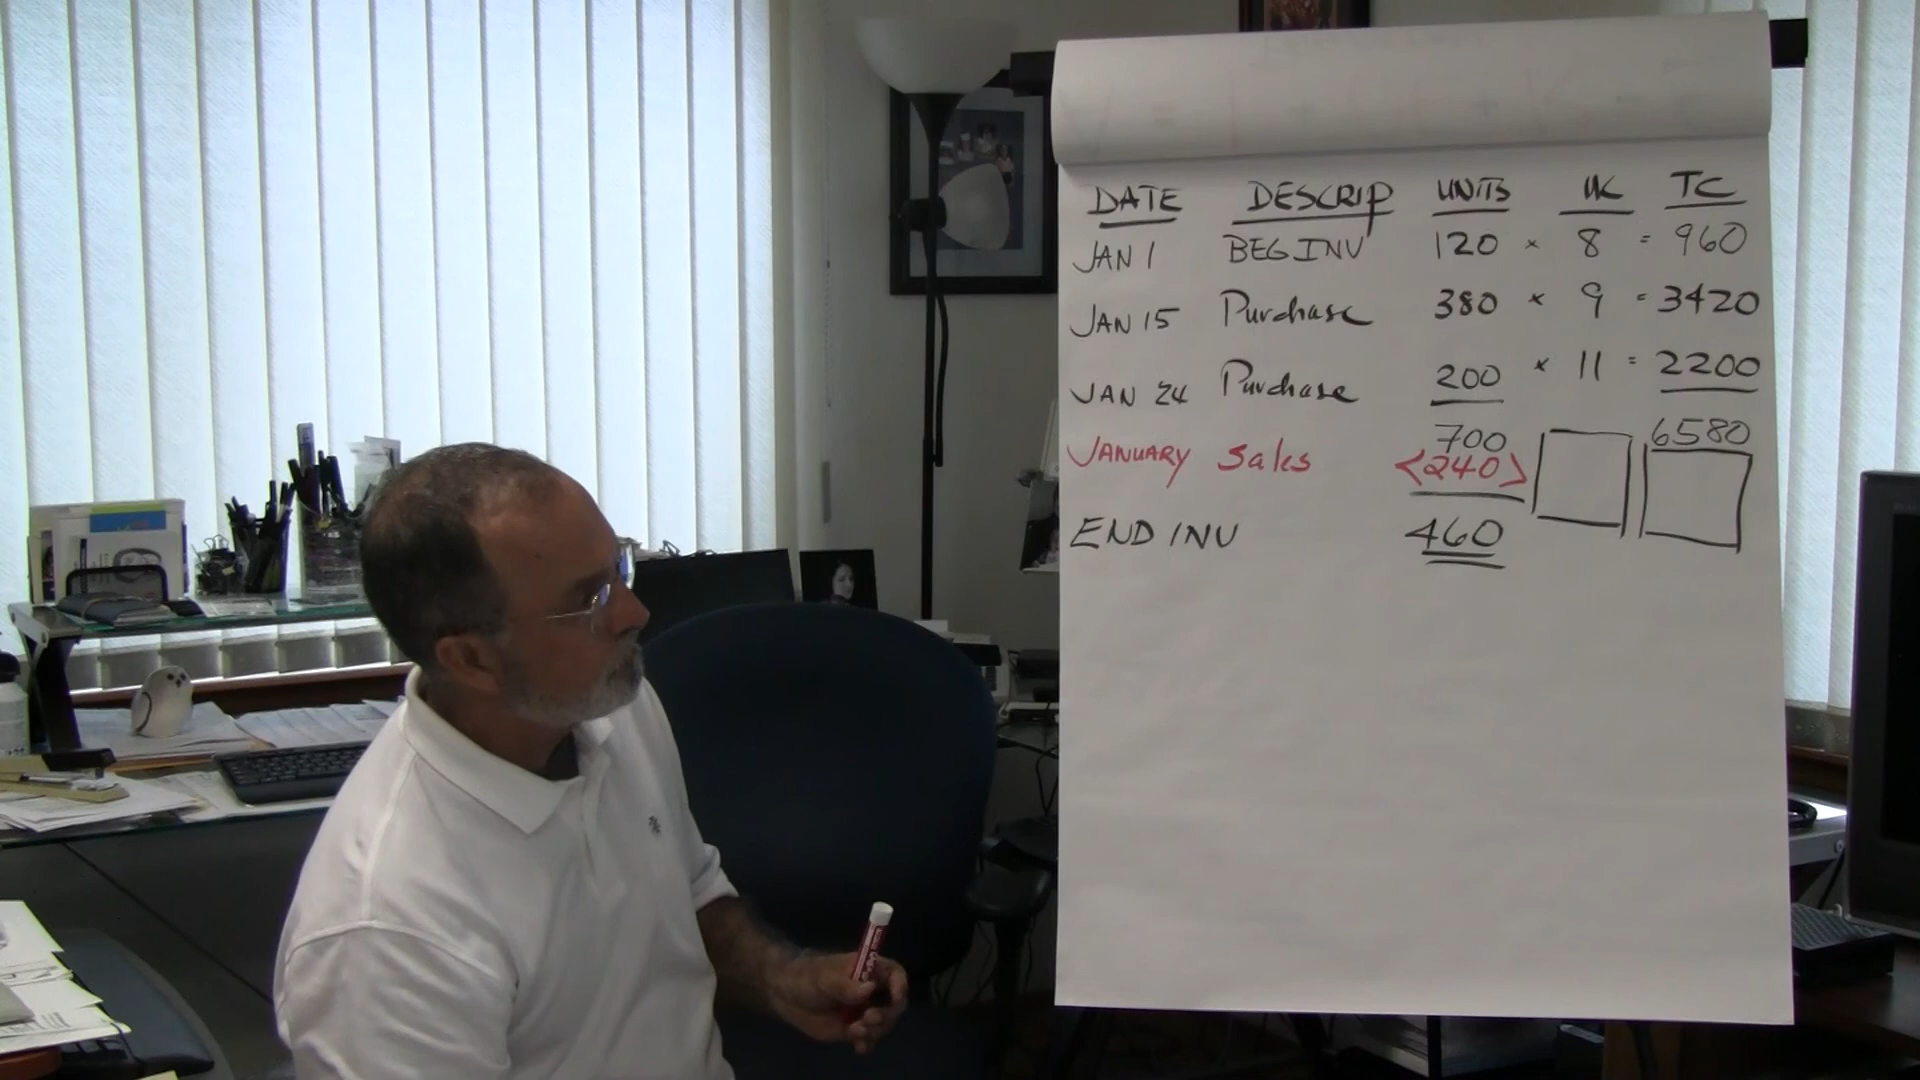 DATE DESCRIP UNITS UC TC
JAN 1 BEG INV 120 × 8 = 960
JAN 15 Purchase 380 × 9 = 3420
JAN 24 Purchase 200 × 11 = 2200
700 6580
JANUARY Sales <240>
END INV 460